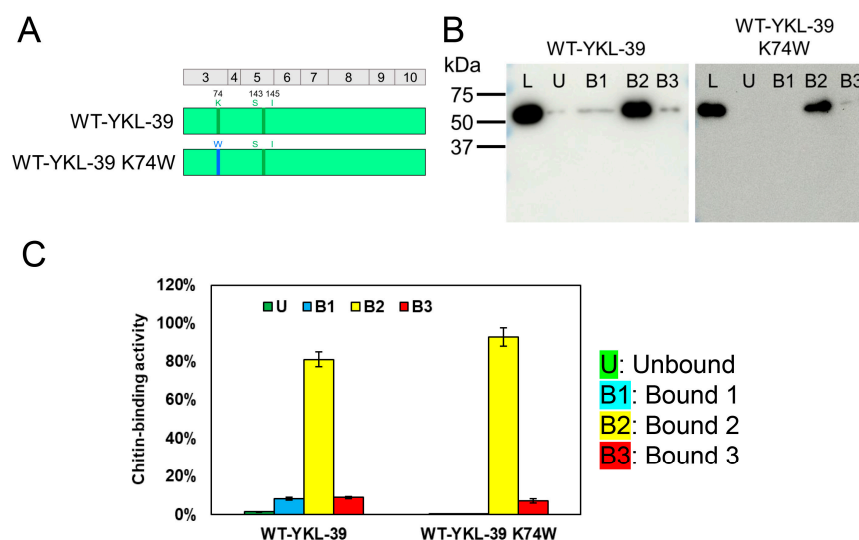 A
3 4 5 6 7 8 9 10
74 143 145
K S I
WT-YKL-39
W S I
WT-YKL-39 K74W
B
WT-YKL-39
WT-YKL-39
K74W
kDa
L U B1 B2 B3
L U B1 B2 B3
75
50
37
C
120%
100%
80%
60%
40%
20%
0%
Chitin-binding activity
U B1 B2 B3
WT-YKL-39
WT-YKL-39 K74W
U: Unbound
B1: Bound 1
B2: Bound 2
B3: Bound 3